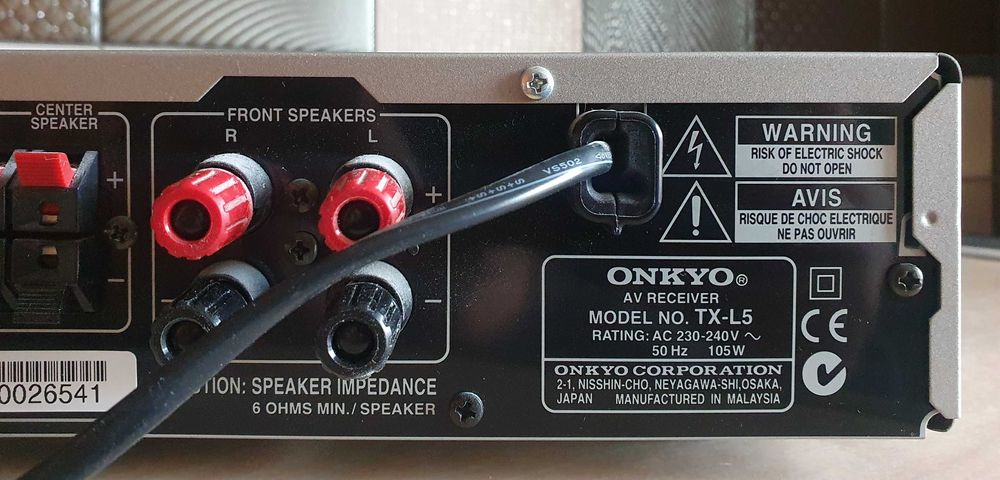 CENTER
SPEAKER
+
−
FRONT SPEAKERS
R
L
+
−
−
VS502
WARNING
RISK OF ELECTRIC SHOCK
DO NOT OPEN
AVIS
RISQUE DE CHOC ELECTRIQUE
NE PAS OUVRIR
ONKYO®
AV RECEIVER
MODEL NO. TX-L5
RATING: AC 230-240V ~
50 Hz 105W
ONKYO CORPORATION
2-1, NISSHIN-CHO, NEYAGAWA-SHI,OSAKA,
JAPAN MANUFACTURED IN MALAYSIA
CE
0026541
TION: SPEAKER IMPEDANCE
6 OHMS MIN./SPEAKER